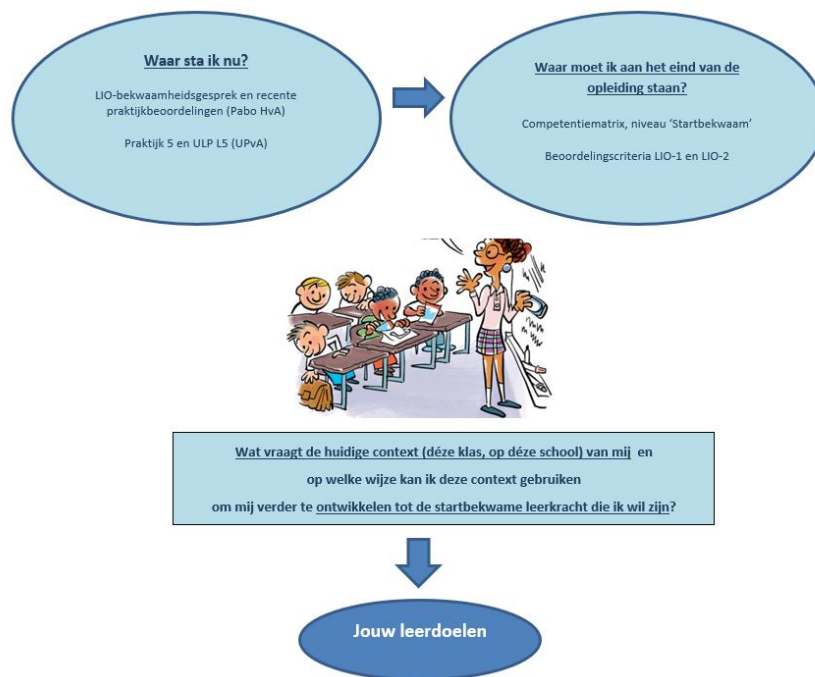 Waar sta ik nu?
LIO-bekwaamheidsgesprek en recente
praktijkbeoordelingen (Pabo HvA)
Praktijk 5 en ULP L5 (UPvA)
Waar moet ik aan het eind van de
opleiding staan?
Competentiematrix, niveau ‘Startbekwaam’
Beoordelingscriteria LIO-1 en LIO-2
Wat vraagt de huidige context (déze klas, op déze school) van mij en
op welke wijze kan ik deze context gebruiken
om mij verder te ontwikkelen tot de startbekwame leerkracht die ik wil zijn?
Jouw leerdoelen